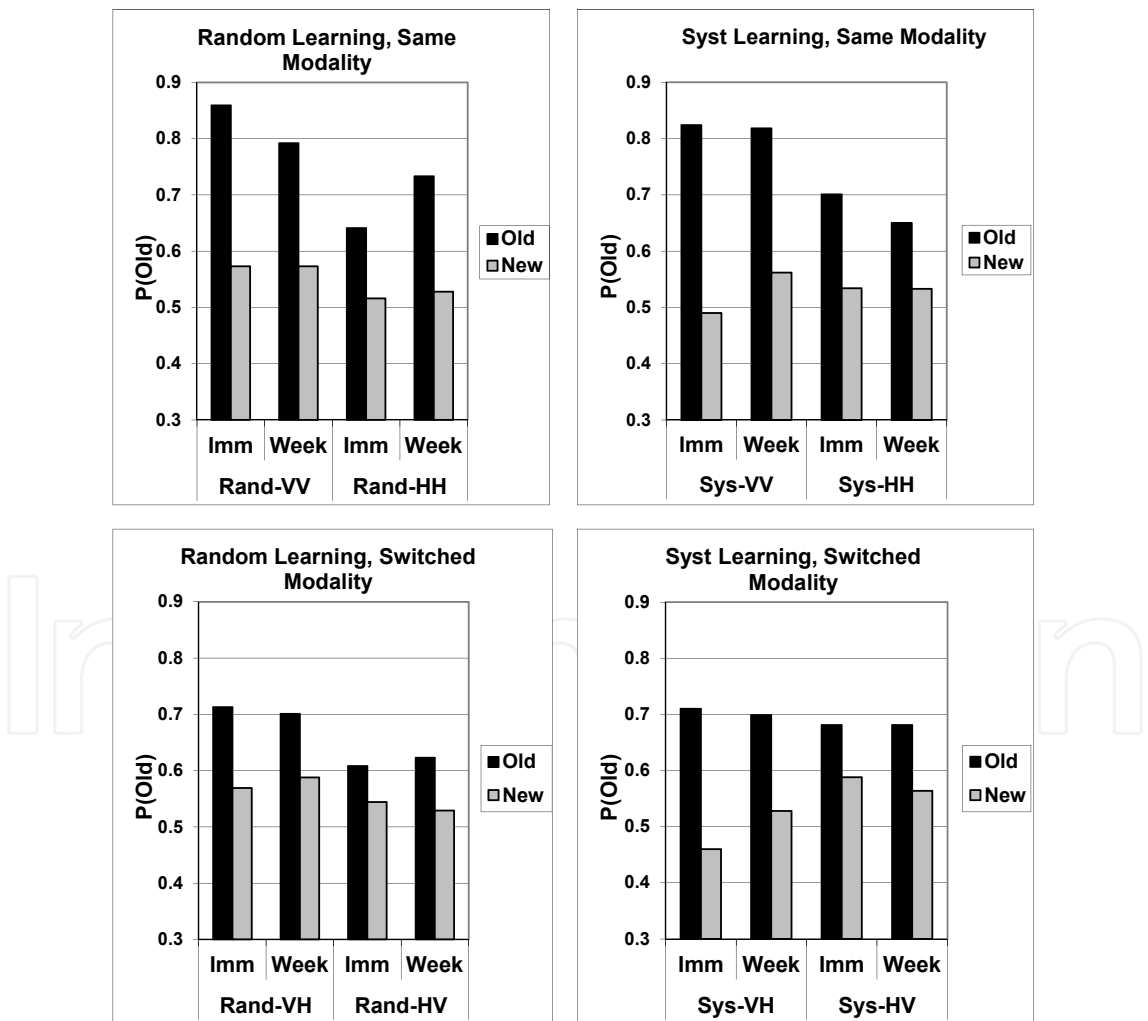 Random Learning, Same
Modality
0.9
0.8
0.7
0.6
0.5
0.4
0.3
P(Old)
Old
New
Imm Week Imm Week
Rand-VV Rand-HH
Syst Learning, Same Modality
0.9
0.8
0.7
0.6
0.5
0.4
0.3
P(Old)
Old
New
Imm Week Imm Week
Sys-VV Sys-HH
Random Learning, Switched
Modality
0.9
0.8
0.7
0.6
0.5
0.4
0.3
P(Old)
Old
New
Imm Week Imm Week
Rand-VH Rand-HV
Syst Learning, Switched
Modality
0.9
0.8
0.7
0.6
0.5
0.4
0.3
P(Old)
Old
New
Imm Week Imm Week
Sys-VH Sys-HV